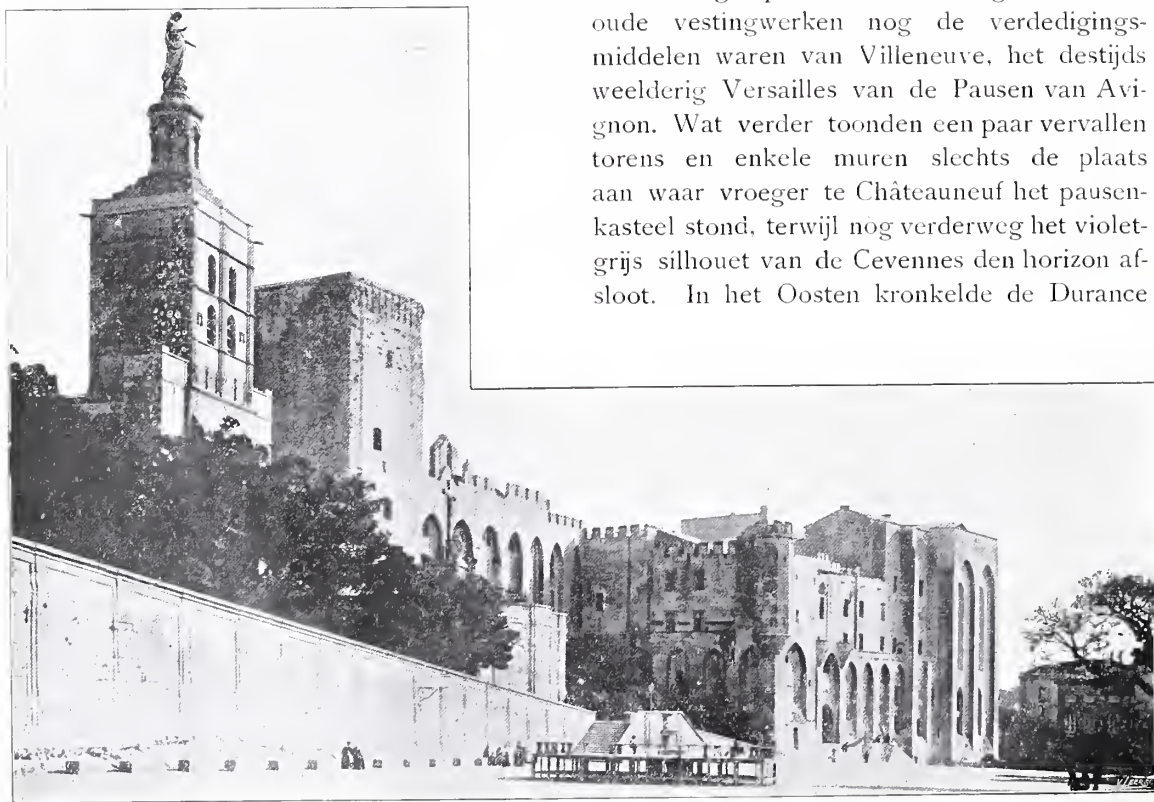 oude vestingwerken nog de verdedigings-
middelen waren van Villeneuve, het destijds
weelderig Versailles van de Pausen van Avi-
gnon. Wat verder toonden een paar vervallen
torens en enkele muren slechts de plaats
aan waar vroeger te Châteauneuf het pausen-
kasteel stond, terwijl nog verderweg het violet-
grijs silhouet van de Cevennes den horizon af-
sloot. In het Oosten kronkelde de Durance